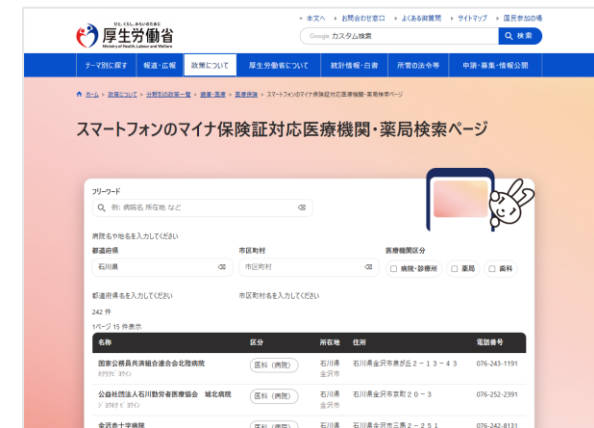 ひと、くらし、みらいのために
厚生労働省
Ministry of Health, Labour and Welfare
本文へ お問合わせ窓口 よくある御質問 サイトマップ 国民参加の場
Google カスタム検索 検索
テーマ別に探す 報道・広報 政策について 厚生労働省について 統計情報・白書 所管の法令等 申請・募集・情報公開
ホーム > 政策について > 分野別の政策一覧 > 健康・医療 > 医療保険 > スマートフォンのマイナ保険証対応医療機関・薬局検索ページ
スマートフォンのマイナ保険証対応医療機関・薬局検索ページ
フリーワード
例: 病院名 所在地 など
病院名や地名を入力してください
都道府県 市区町村 医療機関区分
石川県 市区町村 病院・診療所 薬局 歯科
都道府県名を入力してください 市区町村名を入力してください
242 件
1ページ 15 件表示
名称 区分 所在地 住所 電話番号
国家公務員共済組合連合会北陸病院 医科（病院） 石川県 石川県金沢市泉が丘２－１３－４３ 076-243-1191
金沢市
公益社団法人石川勤労者医療協会 城北病院 医科（病院） 石川県 石川県金沢市京町２０－３ 076-252-2391
金沢市
金沢赤十字病院 医科（病院） 石川県 石川県金沢市三馬２－２５１ 076-242-8131